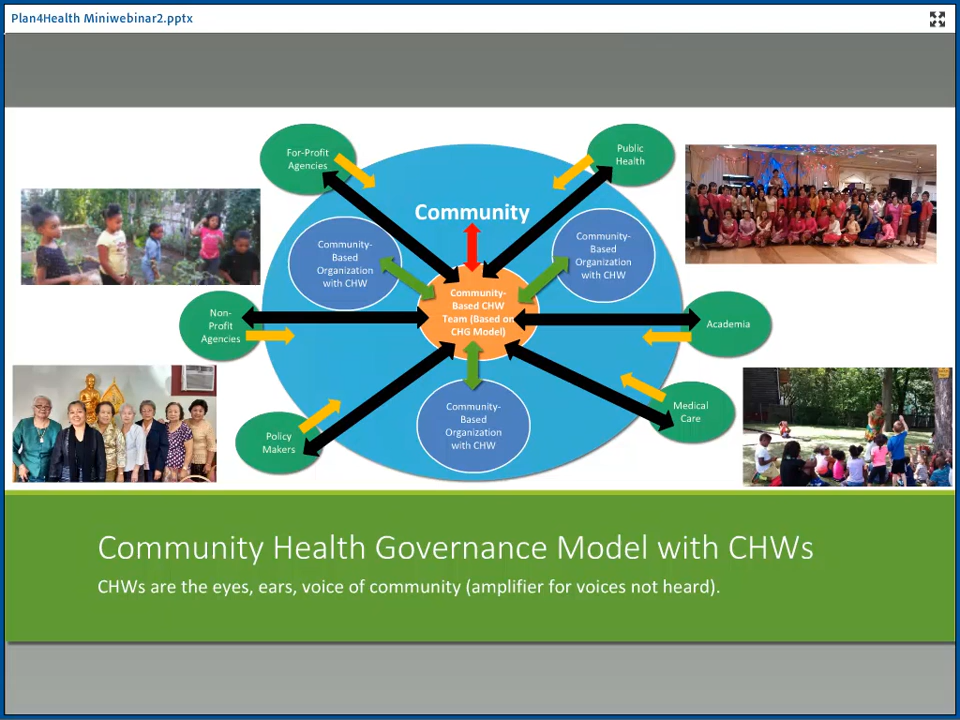 Plan4Health Miniwebinar2.pptx
For-Profit
Agencies
Public
Health
Community
Community-
Based
Organization
with CHW
Community-
Based
Organization
with CHW
Community-
Based CHW
Team (Based on
CHG Model)
Non-
Profit
Agencies
Academia
Policy
Makers
Community-
Based
Organization
with CHW
Medical
Care
Community Health Governance Model with CHWs
CHWs are the eyes, ears, voice of community (amplifier for voices not heard).